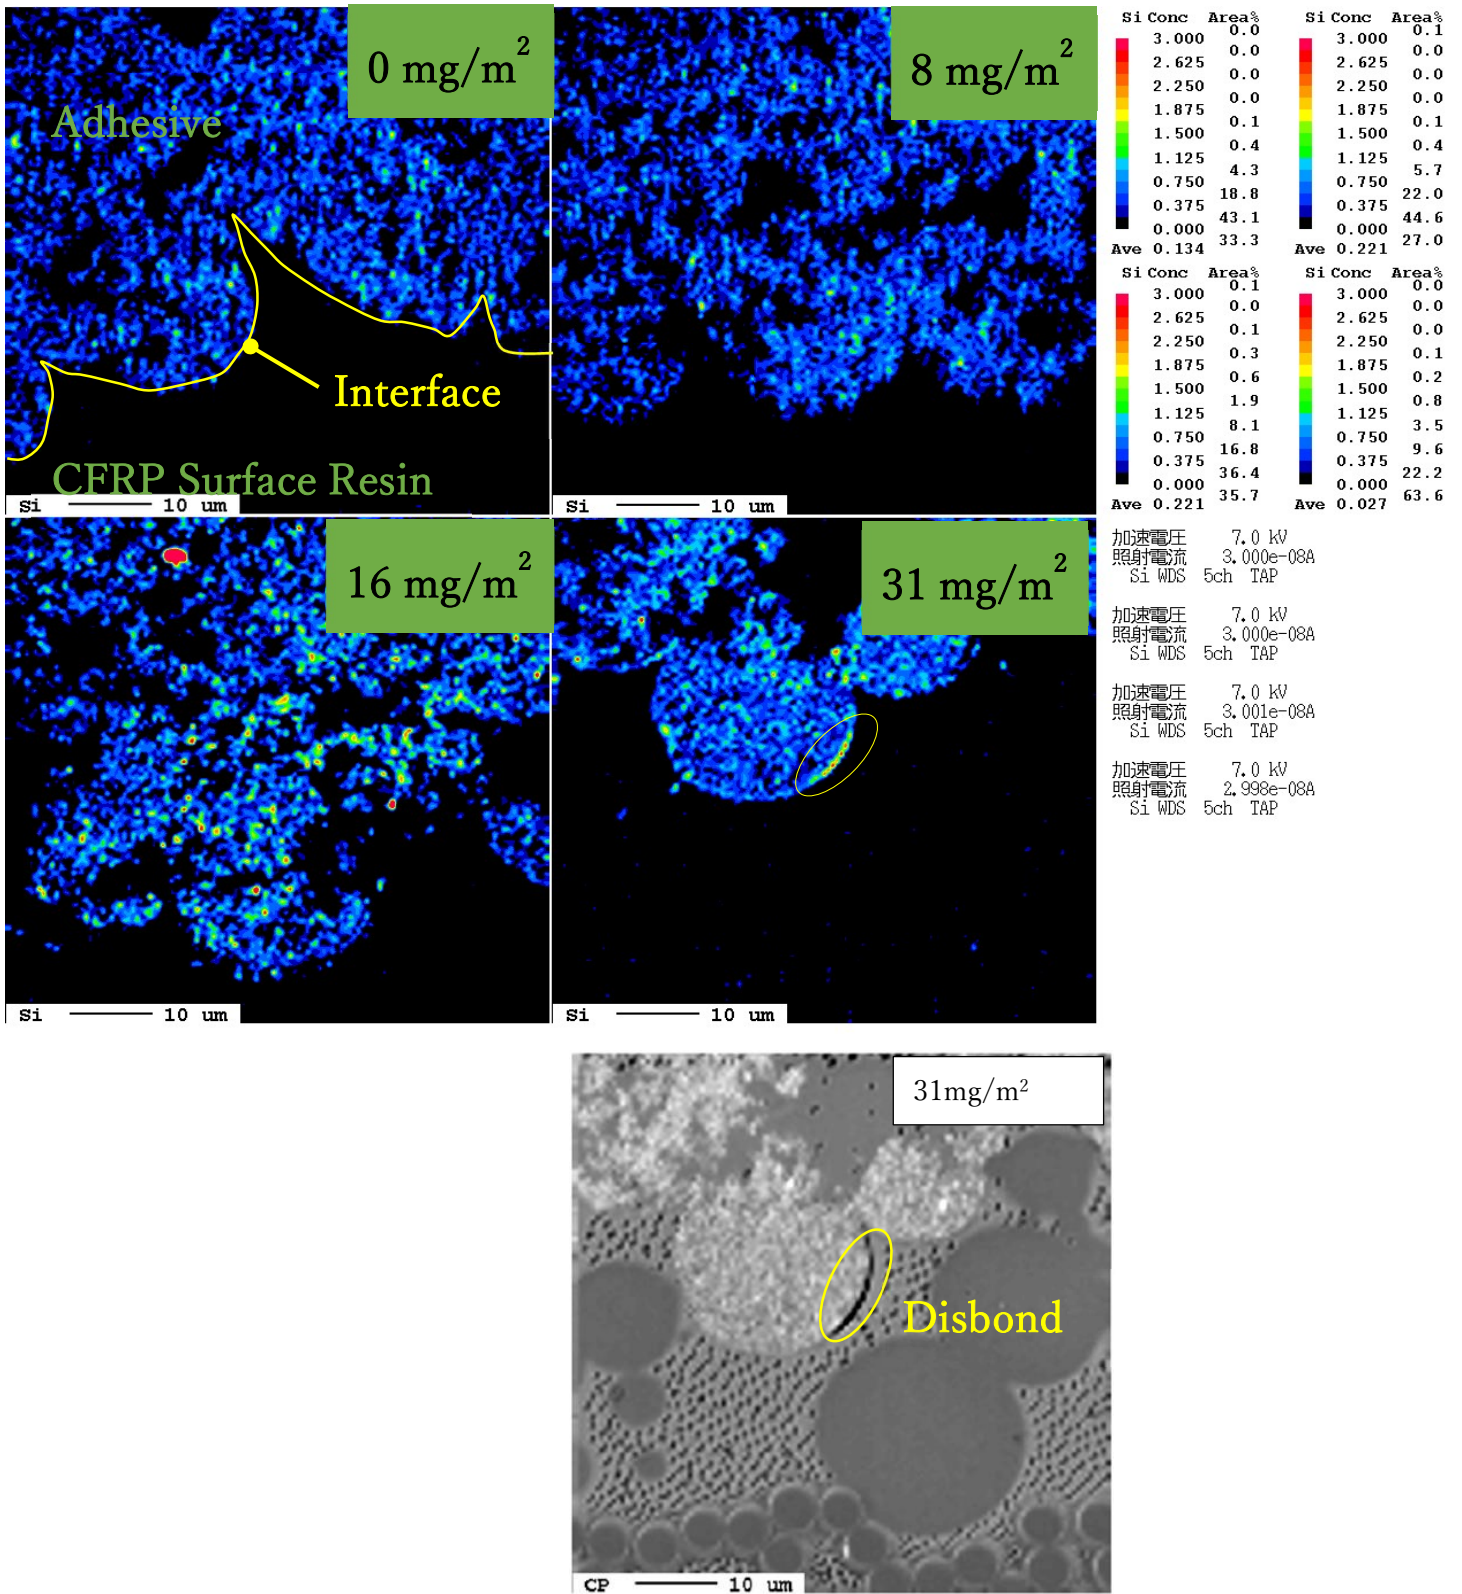 0 mg/m²
Adhesive
Interface
CFRP Surface Resin
Si 10 um
8 mg/m²
Si 10 um
Si Conc Area%
0.0
3.000
0.0
2.625
0.0
2.250
0.0
1.875
0.1
1.500
0.4
1.125
4.3
0.750
18.8
0.375
43.1
0.000
33.3
Ave 0.134
Si Conc Area%
0.1
3.000
0.0
2.625
0.0
2.250
0.0
1.875
0.1
1.500
0.4
1.125
5.7
0.750
22.0
0.375
44.6
0.000
27.0
Ave 0.221
Si Conc Area%
0.1
3.000
0.0
2.625
0.1
2.250
0.3
1.875
0.6
1.500
1.9
1.125
8.1
0.750
16.8
0.375
36.4
0.000
35.7
Ave 0.221
Si Conc Area%
0.0
3.000
0.0
2.625
0.0
2.250
0.1
1.875
0.2
1.500
0.8
1.125
3.5
0.750
9.6
0.375
22.2
0.000
63.6
Ave 0.027
16 mg/m²
Si 10 um
31 mg/m²
Si 10 um
加速電圧 7.0 kV
照射電流 3.000e-08A
Si WDS 5ch TAP
加速電圧 7.0 kV
照射電流 3.000e-08A
Si WDS 5ch TAP
加速電圧 7.0 kV
照射電流 3.001e-08A
Si WDS 5ch TAP
加速電圧 7.0 kV
照射電流 2.998e-08A
Si WDS 5ch TAP
31mg/m²
Disbond
CP 10 um